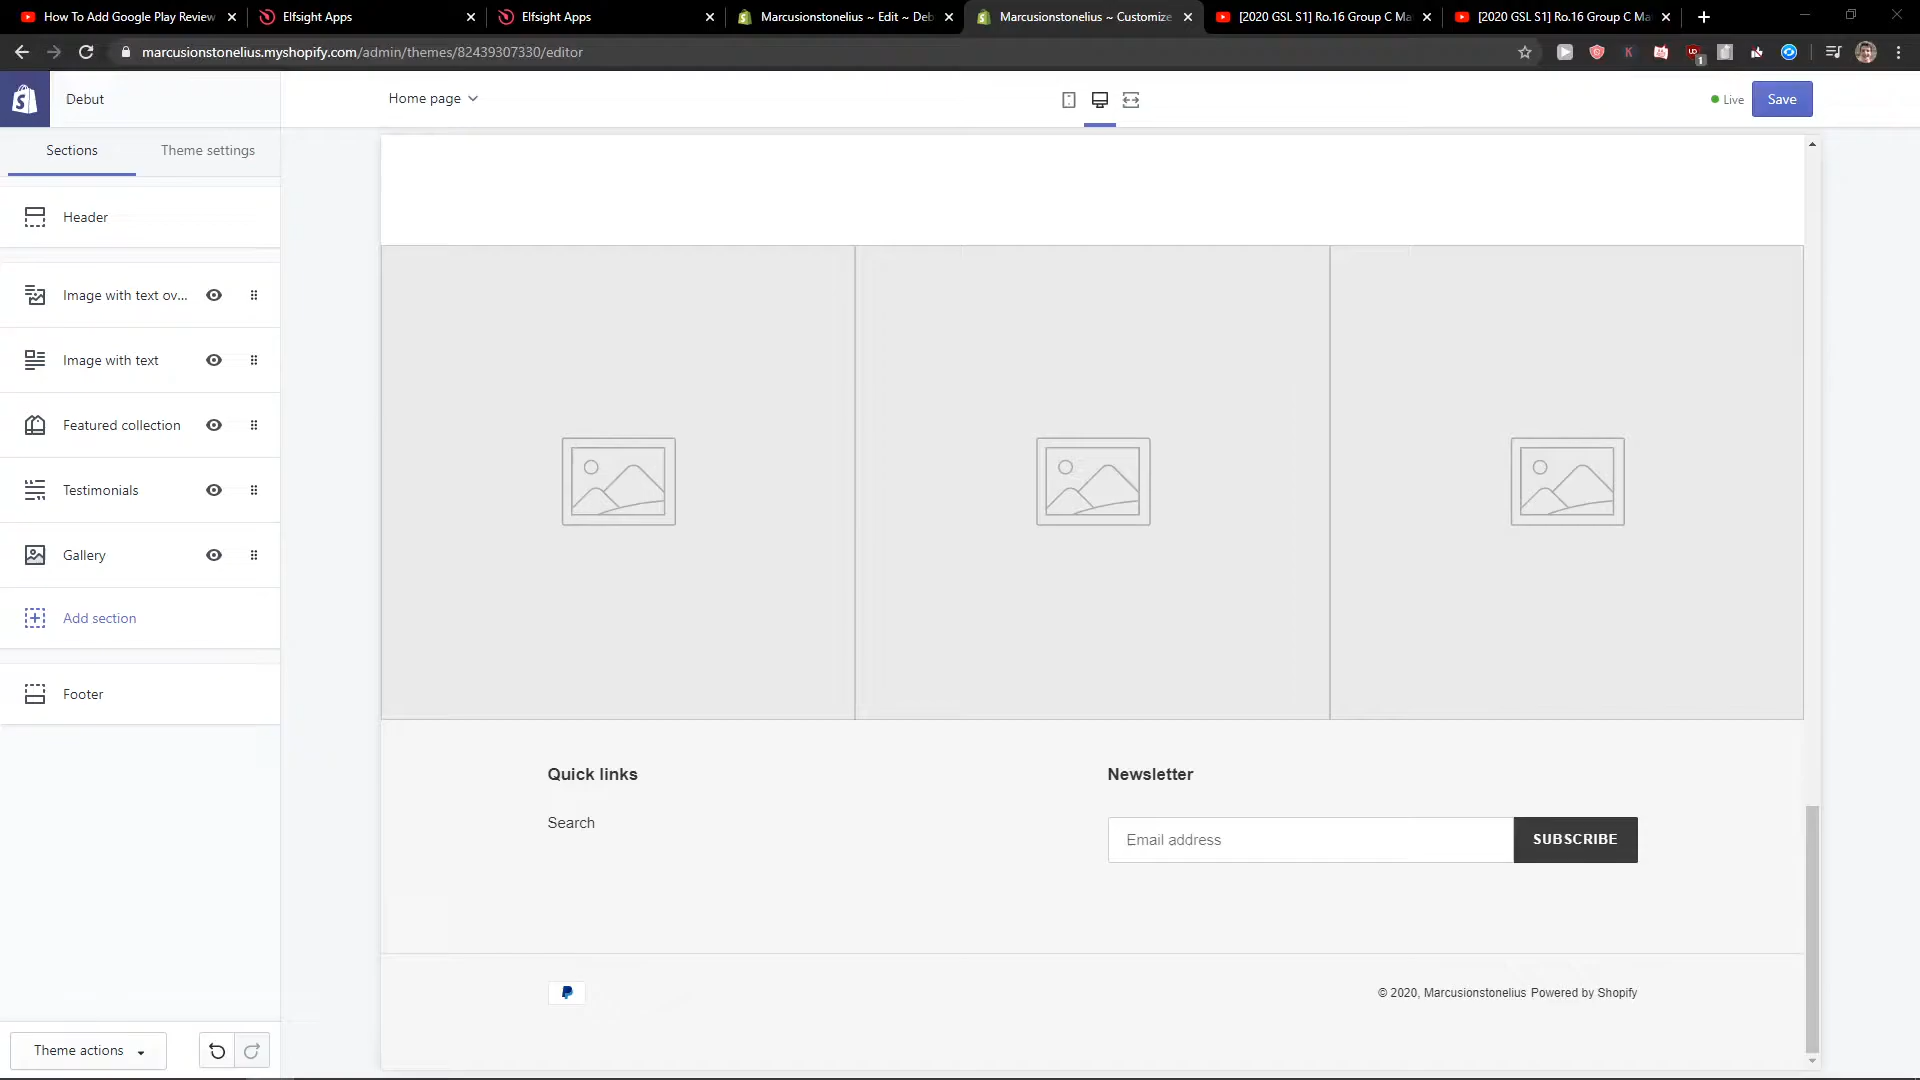 How To Add Google Play Review
Elfsight Apps
Elfsight Apps
Marcusionstonelius ~ Edit ~ Deb
Marcusionstonelius ~ Customize
[2020 GSL S1] Ro.16 Group C Ma
[2020 GSL S1] Ro.16 Group C Ma
marcusionstonelius.myshopify.com/admin/themes/82439307330/editor
1
Debut
Home page
Live
Save
Sections
Theme settings
Header
Image with text ov...
Image with text
Featured collection
Testimonials
Gallery
Add section
Footer
Quick links
Newsletter
Search
Email address
SUBSCRIBE
© 2020, Marcusionstonelius Powered by Shopify
Theme actions